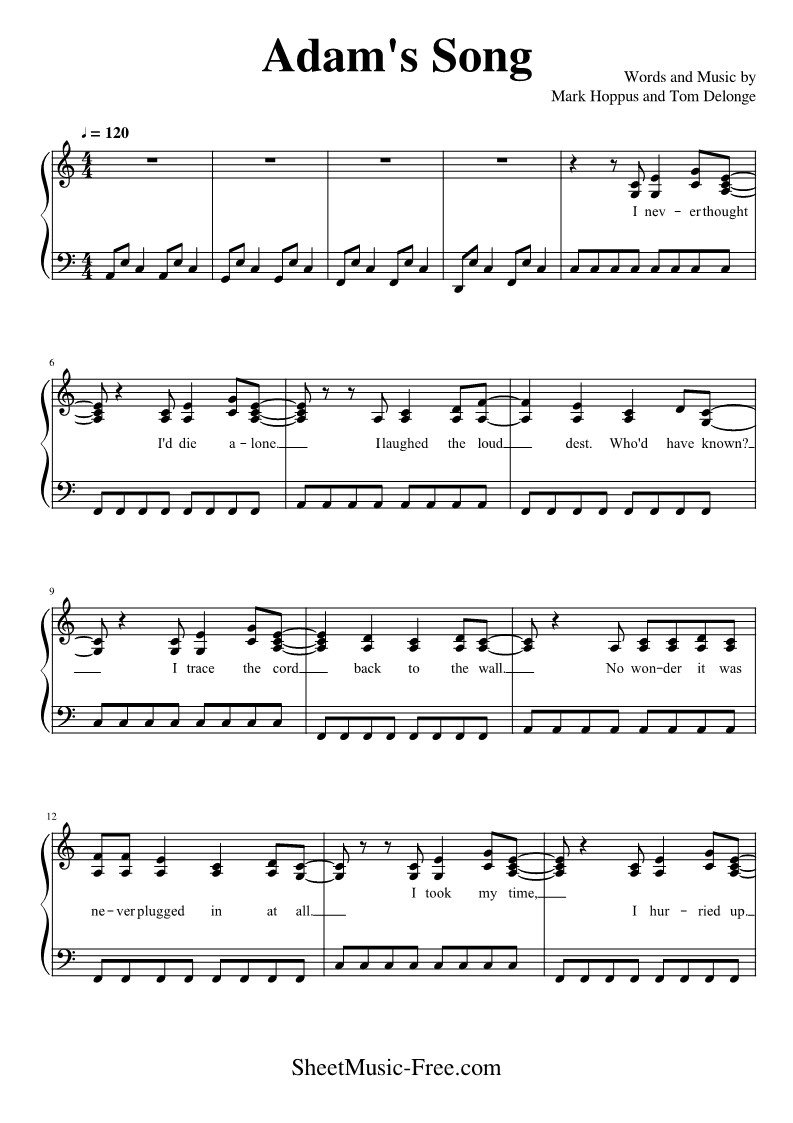 Adam's Song
Words and Music by
Mark Hoppus and Tom Delonge
♩ = 120
4/4
I nev - er thought
4/4
6
I'd die a - lone. I laughed the loud dest. Who'd have known?
9
I trace the cord back to the wall. No won - der it was
12
I took my time,
ne - ver plugged in at all. I hur - ried up.
SheetMusic-Free.com